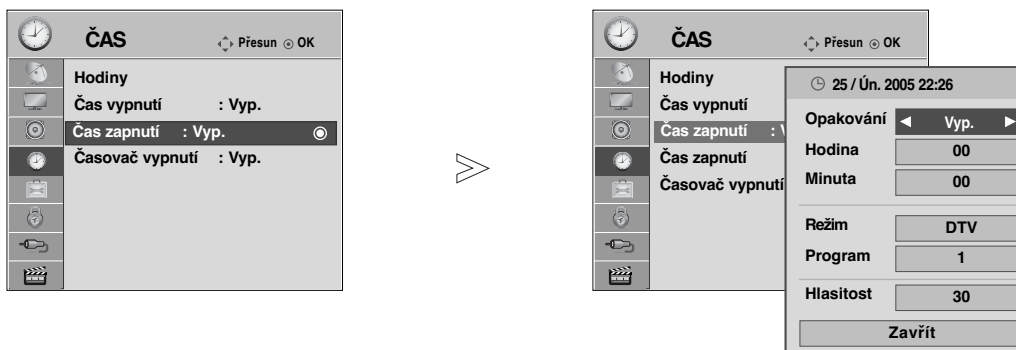 ČAS Přesun OK
Hodiny
Čas vypnutí : Vyp.
Čas zapnutí : Vyp.
Časovač vypnutí : Vyp.
ČAS Přesun OK
Hodiny
Čas vypnutí
Čas zapnutí :
Čas zapnutí
Časovač vypnutí
25 / Ún. 2005 22:26
Opakování Vyp.
Hodina 00
Minuta 00
Režim DTV
Program 1
Hlasitost 30
Zavřít